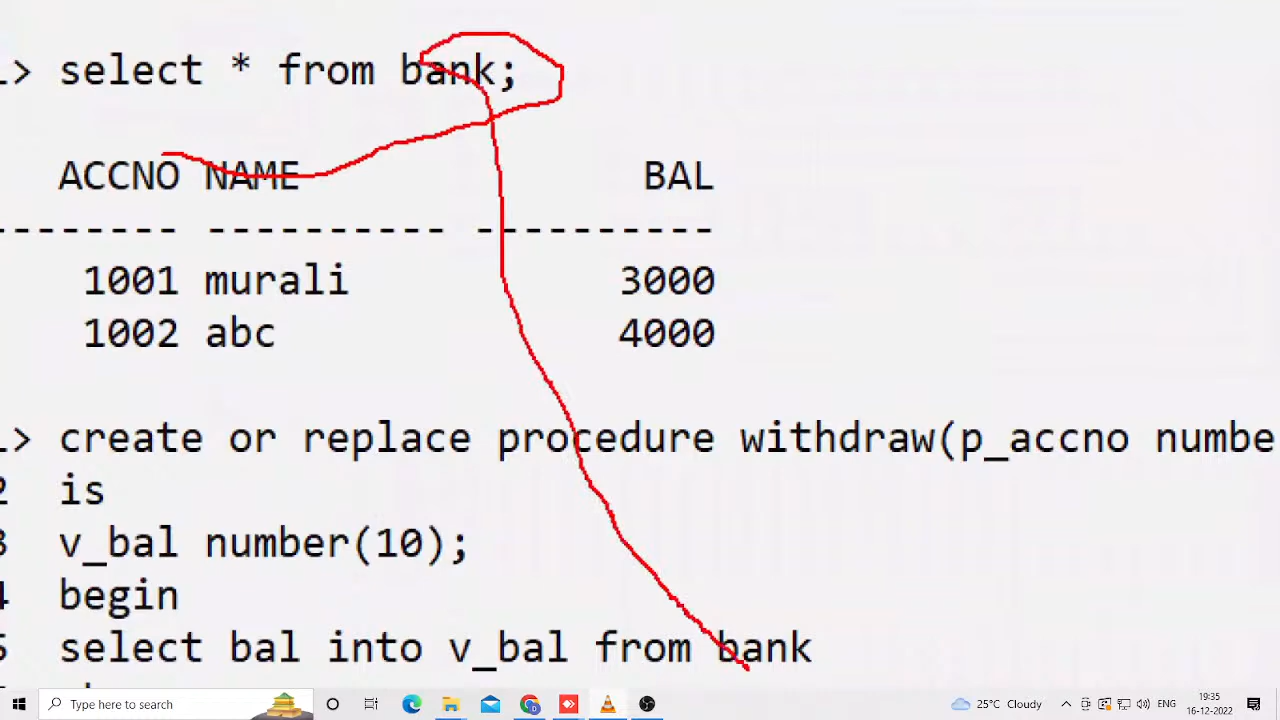 > select * from bank;
ACCNO NAME BAL
-------- ---------- ----------
1001 murali 3000
1002 abc 4000
> create or replace procedure withdraw(p_accno numbe
2 is
3 v_bal number(10);
4 begin
5 select bal into v_bal from bank
Type here to search
25°C Cloudy
ENG
19:35
16-12-2022